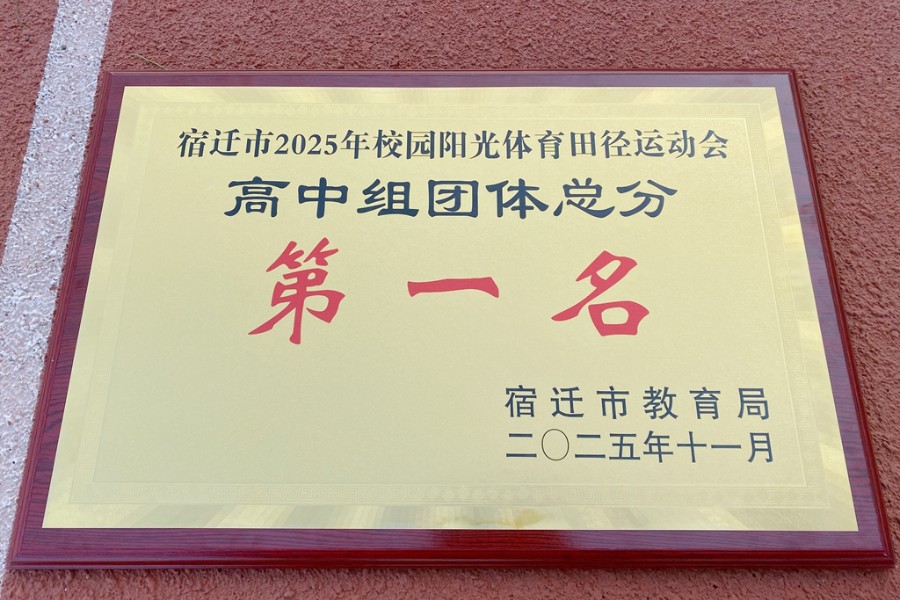 宿迁市2025年校园阳光体育田径运动会
高中组团体总分
第一名
宿迁市教育局
二〇二五年十一月